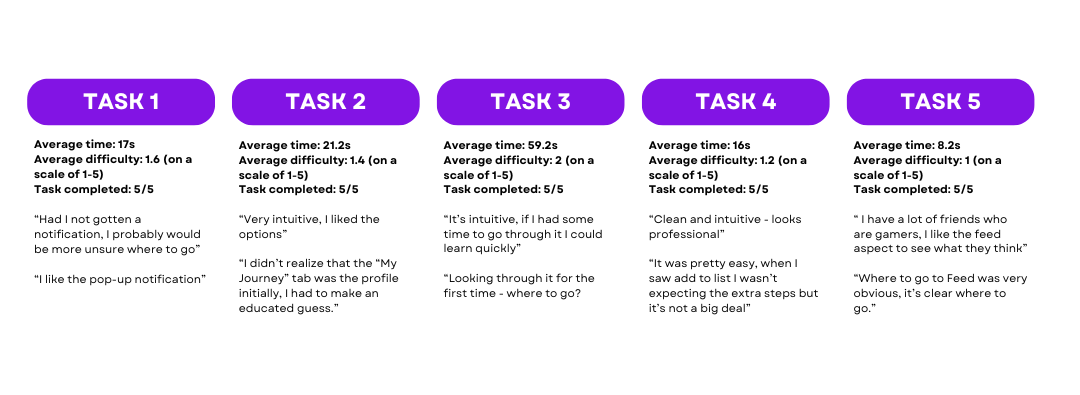 TASK 1
Average time: 17s
Average difficulty: 1.6 (on a
scale of 1-5)
Task completed: 5/5
“Had I not gotten a
notification, I probably would
be more unsure where to go”
“I like the pop-up notification”
TASK 2
Average time: 21.2s
Average difficulty: 1.4 (on a
scale of 1-5)
Task completed: 5/5
“Very intuitive, I liked the
options”
“I didn’t realize that the “My
Journey” tab was the profile
initially, I had to make an
educated guess.”
TASK 3
Average time: 59.2s
Average difficulty: 2 (on a
scale of 1-5)
Task completed: 5/5
“It’s intuitive, if I had some
time to go through it I could
learn quickly”
“Looking through it for the
first time - where to go?
TASK 4
Average time: 16s
Average difficulty: 1.2 (on a
scale of 1-5)
Task completed: 5/5
“Clean and intuitive - looks
professional”
“It was pretty easy, when I
saw add to list I wasn’t
expecting the extra steps but
it’s not a big deal”
TASK 5
Average time: 8.2s
Average difficulty: 1 (on a
scale of 1-5)
Task completed: 5/5
“ I have a lot of friends who
are gamers, I like the feed
aspect to see what they think”
“Where to go to Feed was very
obvious, it’s clear where to
go.”